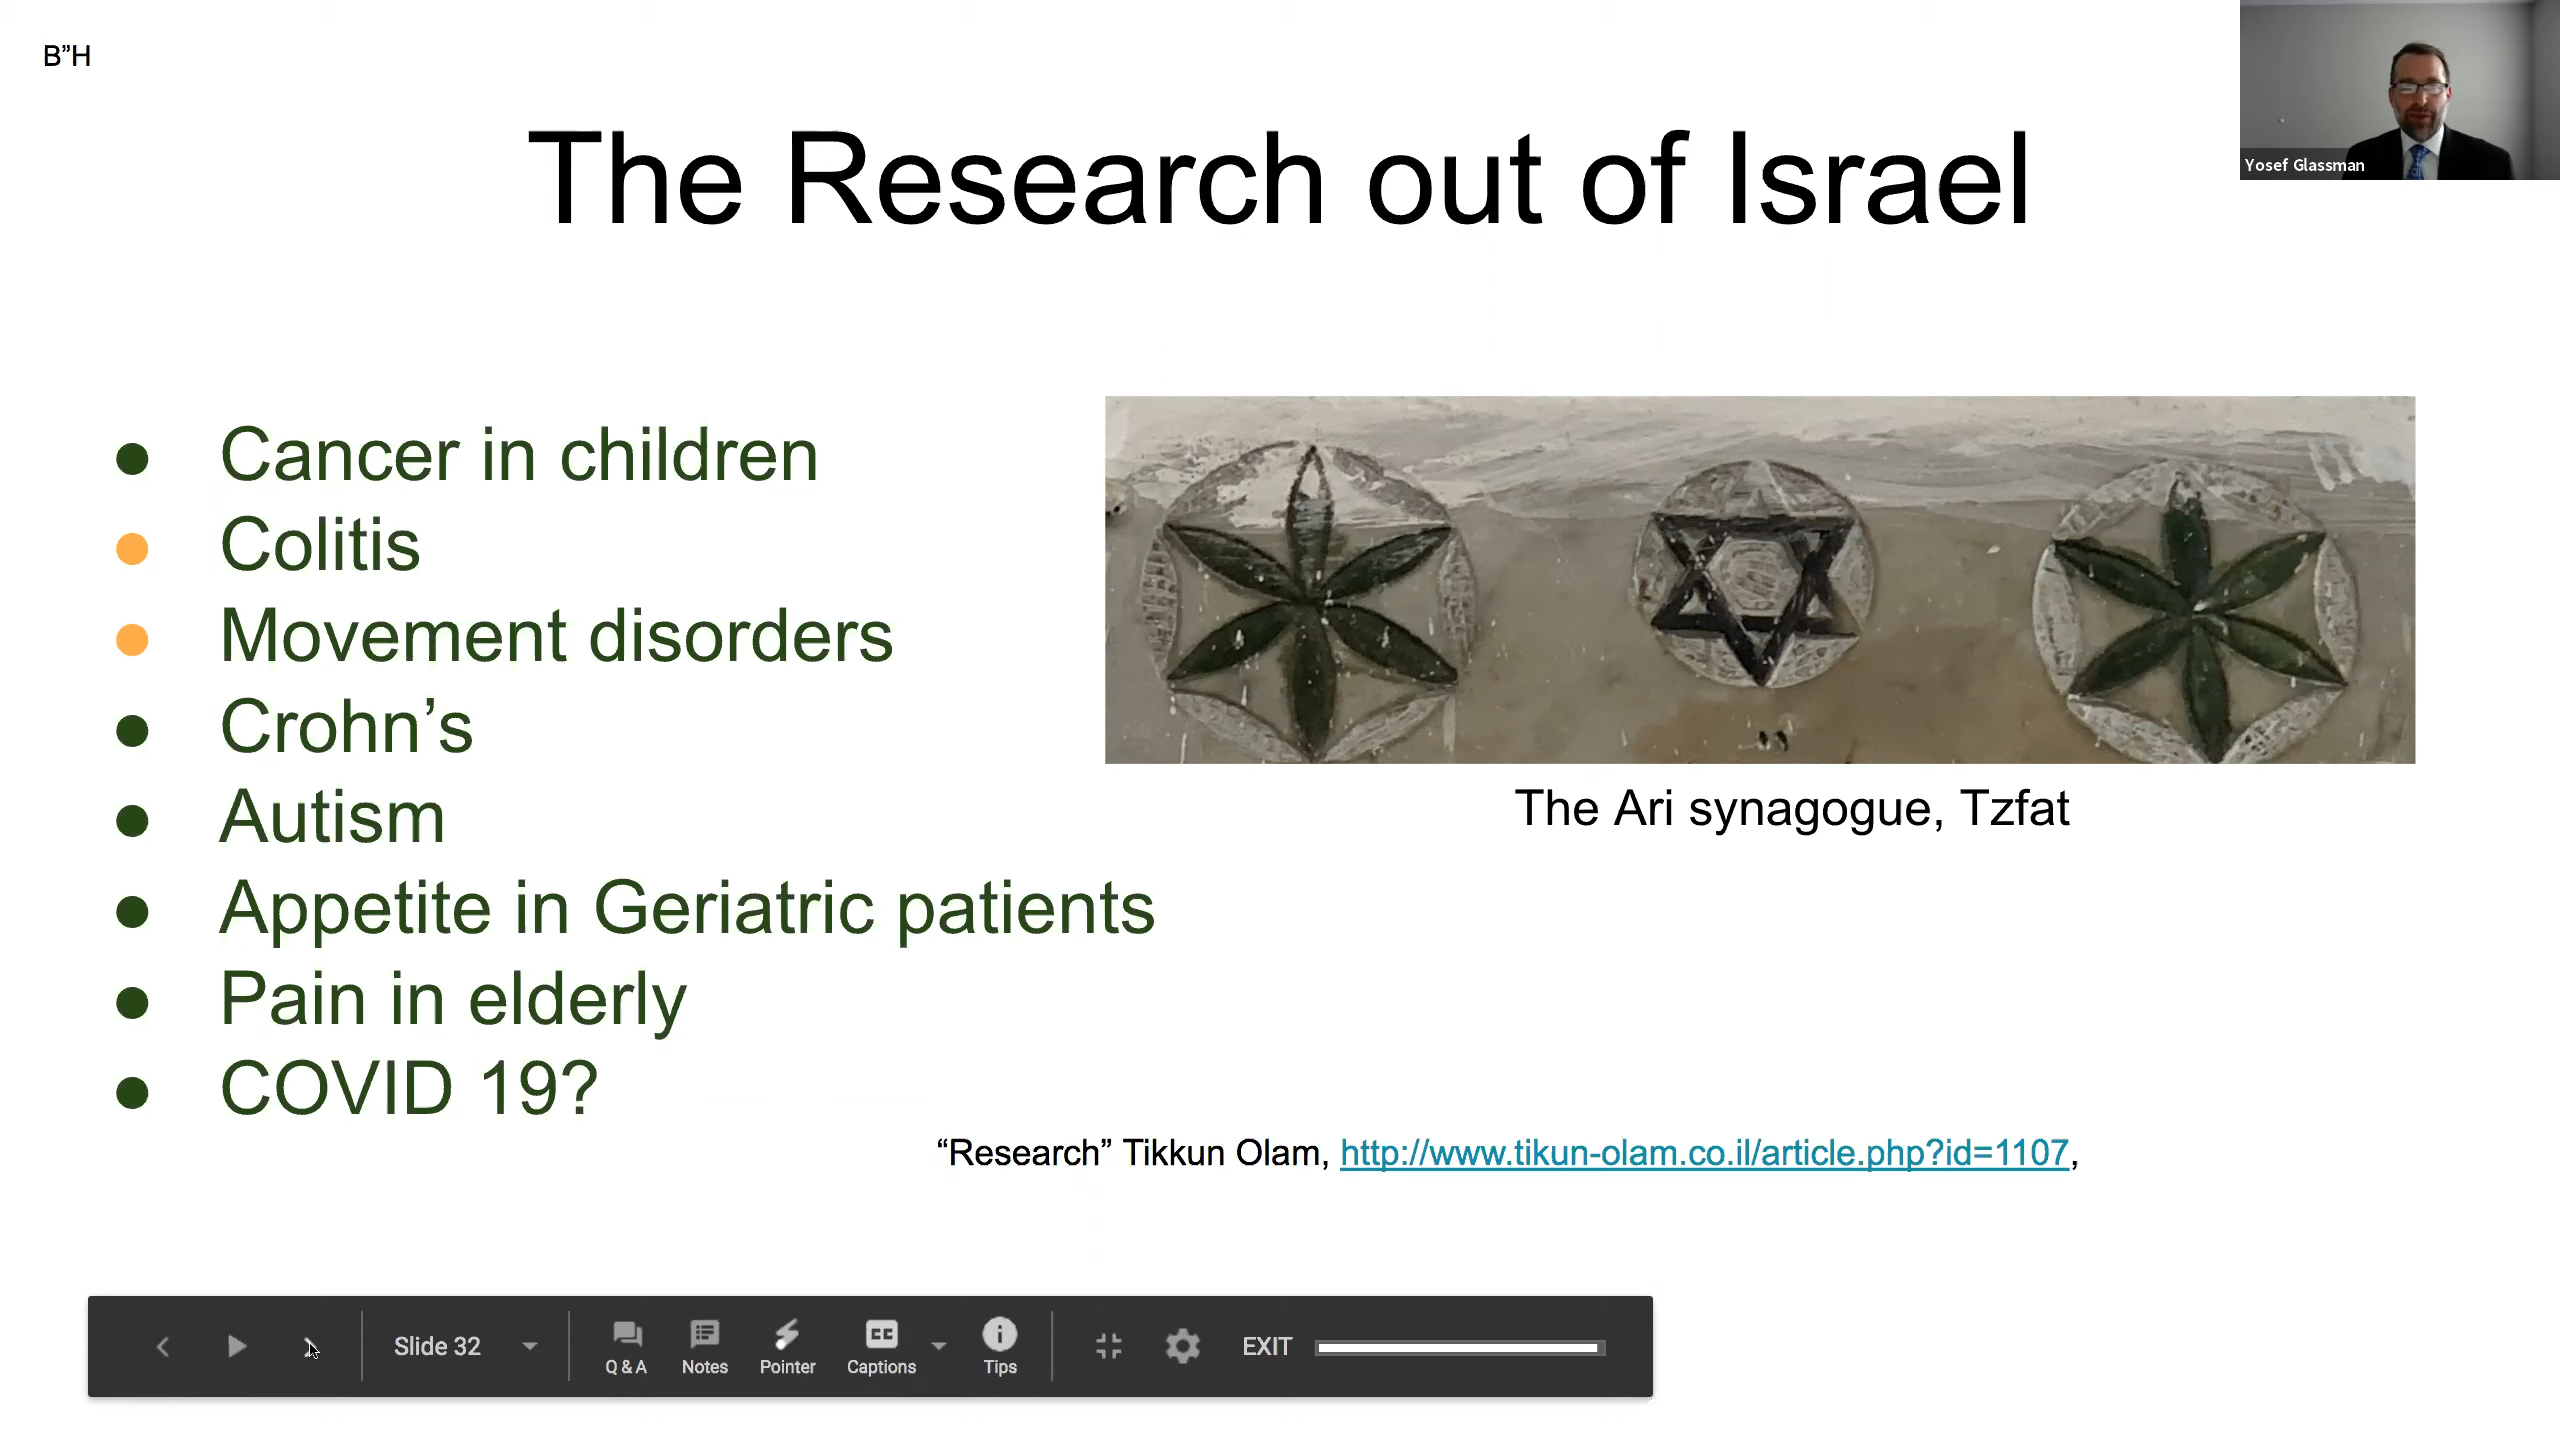 B”H
The Research out of Israel
Yosef Glassman
Cancer in children
Colitis
Movement disorders
Crohn’s
Autism
Appetite in Geriatric patients
Pain in elderly
COVID 19?
The Ari synagogue, Tzfat
“Research” Tikkun Olam, http://www.tikun-olam.co.il/article.php?id=1107,
Slide 32
Q & A
Notes
Pointer
CC
Captions
Tips
EXIT